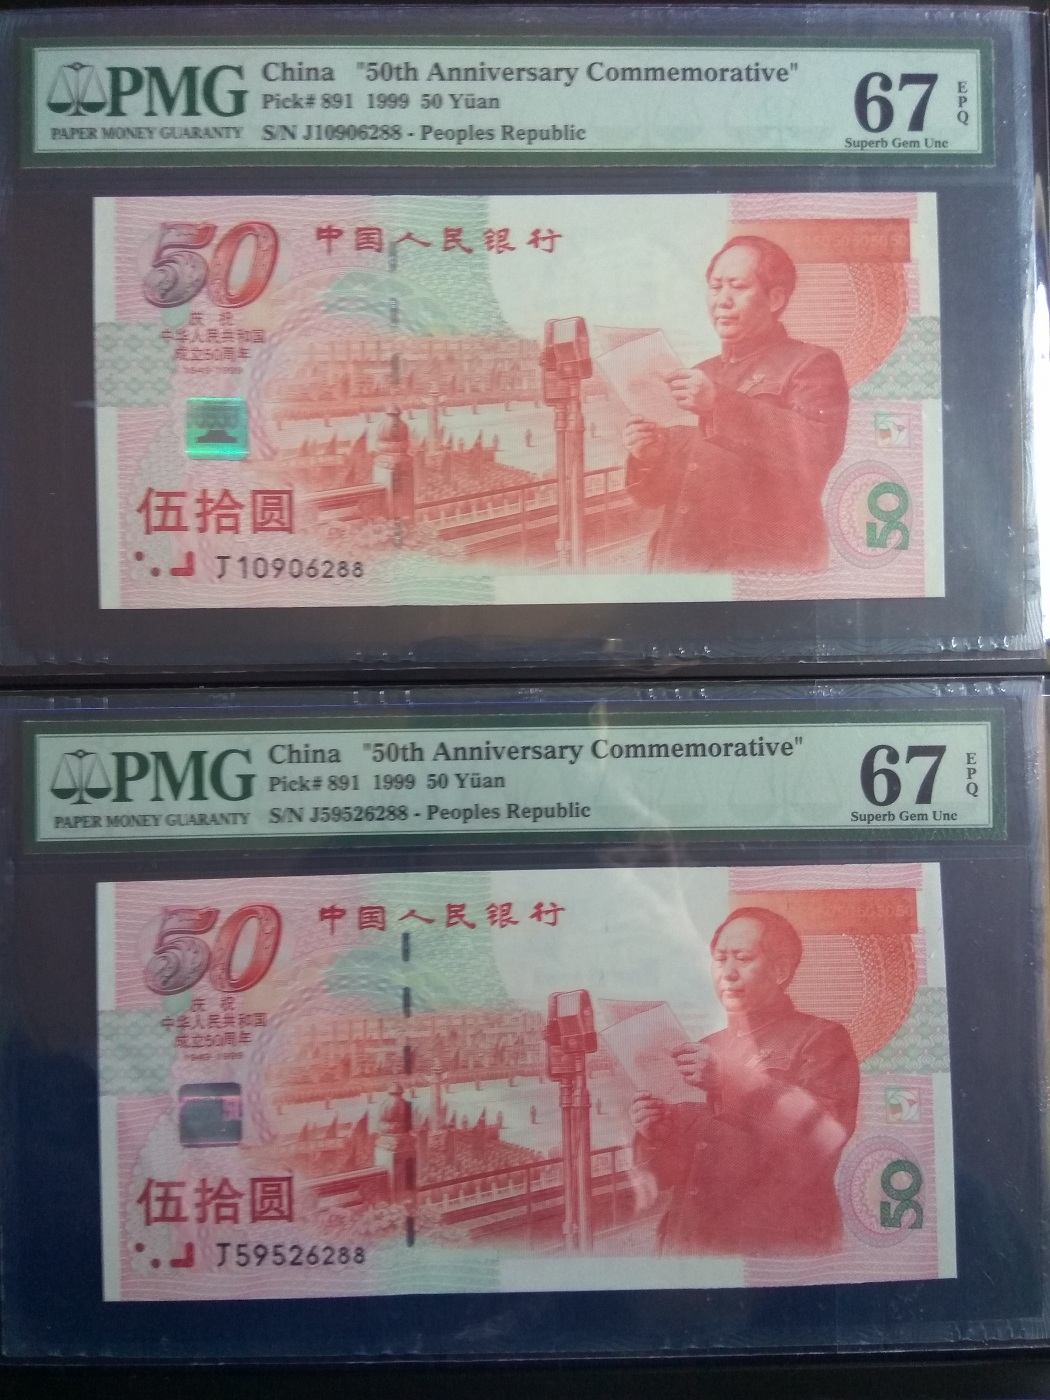 PMG
PAPER MONEY GUARANTY
China "50th Anniversary Commemorative"
Pick# 891 1999 50 Yüan
S/N J10906288 - Peoples Republic
67
EPQ
Superb Gem Unc
50
中国人民银行
庆祝
中华人民共和国
成立50周年
1949-1999
伍拾圆
J10906288
50
PMG
PAPER MONEY GUARANTY
China "50th Anniversary Commemorative"
Pick# 891 1999 50 Yüan
S/N J59526288 - Peoples Republic
67
EPQ
Superb Gem Unc
50
中国人民银行
庆祝
中华人民共和国
成立50周年
1949-1999
伍拾圆
J59526288
50